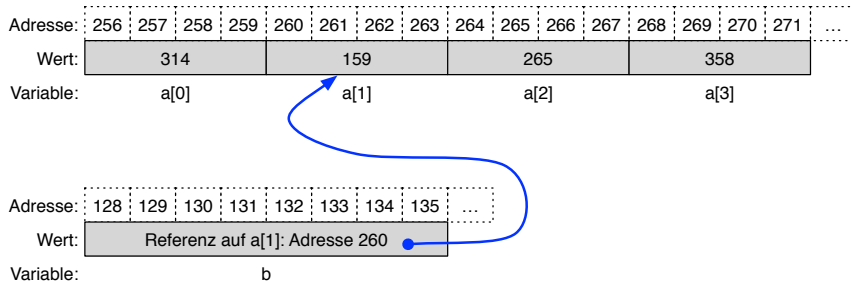 Adresse: 256 257 258 259 260 261 262 263 264 265 266 267 268 269 270 271 ...
Wert: 314 159 265 358
Variable: a[0] a[1] a[2] a[3]
Adresse: 128 129 130 131 132 133 134 135 ...
Wert: Referenz auf a[1]: Adresse 260
Variable: b